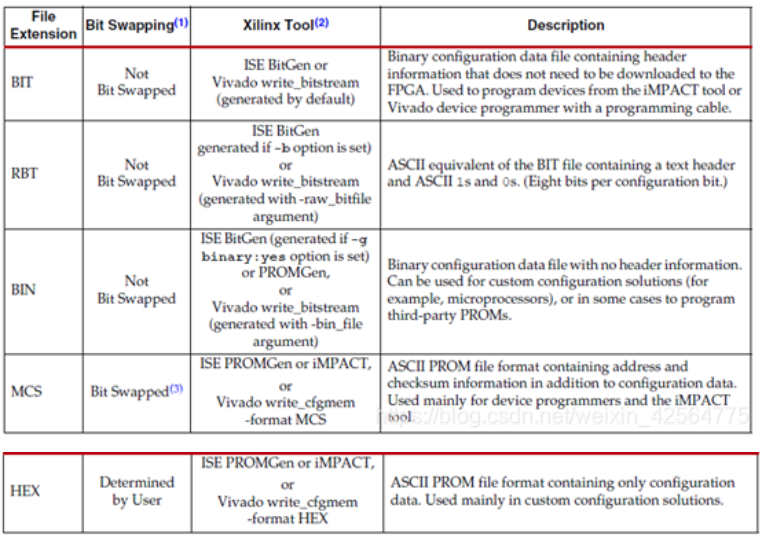 File Extension
Bit Swapping(1)
Xilinx Tool(2)
Description
BIT
Not
Bit Swapped
ISE BitGen or
Vivado write_bitstream
(generated by default)
Binary configuration data file containing header
information that does not need to be downloaded to the
FPGA. Used to program devices from the iMPACT tool or
Vivado device programmer with a programming cable.
RBT
Not
Bit Swapped
ISE BitGen
generated if -b option is set)
or
Vivado write_bitstream
(generated with -raw_bitfile
argument)
ASCII equivalent of the BIT file containing a text header
and ASCII 1s and 0s. (Eight bits per configuration bit.)
BIN
Not
Bit Swapped
ISE BitGen (generated if -g
binary:yes option is set)
or PROMGen,
or
Vivado write_bitstream
(generated with -bin_file
argument)
Binary configuration data file with no header information.
Can be used for custom configuration solutions (for
example, microprocessors), or in some cases to program
third-party PROMs.
MCS
Bit Swapped(3)
ISE PROMGen or iMPACT,
or
Vivado write_cfgmem
-format MCS
ASCII PROM file format containing address and
checksum information in addition to configuration data.
Used mainly for device programmers and the iMPACT
tool.
https://blog.csdn.net/weixin_42564775
HEX
Determined
by User
ISE PROMGen or iMPACT,
or
Vivado write_cfgmem
-format HEX
ASCII PROM file format containing only configuration
data. Used mainly in custom configuration solutions.